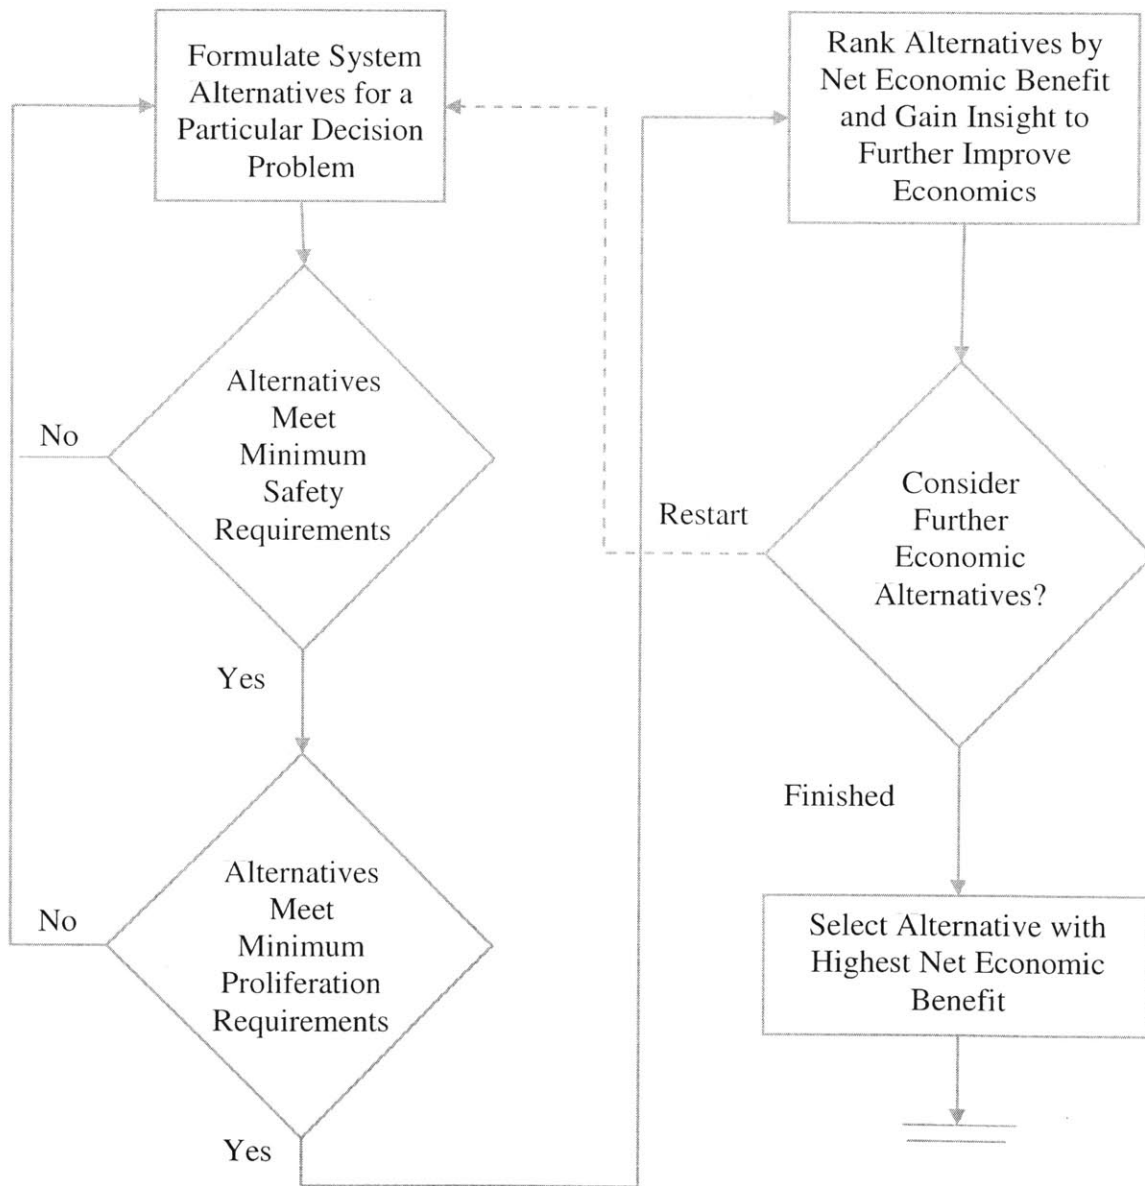 Formulate System
Alternatives for a
Particular Decision
Problem
Alternatives
Meet
Minimum
Safety
Requirements
No
Yes
Alternatives
Meet
Minimum
Proliferation
Requirements
No
Yes
Rank Alternatives by
Net Economic Benefit
and Gain Insight to
Further Improve
Economics
Consider
Further
Economic
Alternatives?
Restart
Finished
Select Alternative with
Highest Net Economic
Benefit